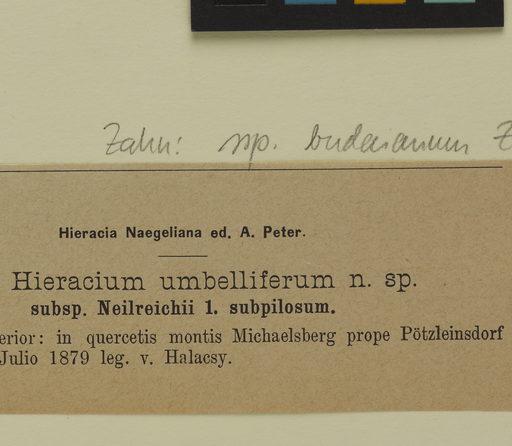 Zahn: ssp. budaianum Z
Hieracia Naegeliana ed. A. Peter.
Hieracium umbelliferum n. sp.
subsp. Neilreichii 1. subpilosum.
erior: in quercetis montis Michaelsberg prope Pötzleinsdorf
Julio 1879 leg. v. Halacsy.